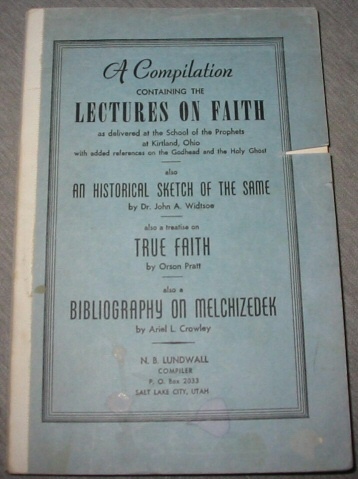 A Compilation
CONTAINING THE
LECTURES ON FAITH
as delivered at the School of the Prophets
at Kirtland, Ohio
with added references on the Godhead and the Holy Ghost
also
AN HISTORICAL SKETCH OF THE SAME
by Dr. John A. Widtsoe
also a treatise on
TRUE FAITH
by Orson Pratt
also a
BIBLIOGRAPHY ON MELCHIZEDEK
by Ariel L. Crowley
N. B. LUNDWALL
COMPILER
P. O. Box 2033
SALT LAKE CITY, UTAH